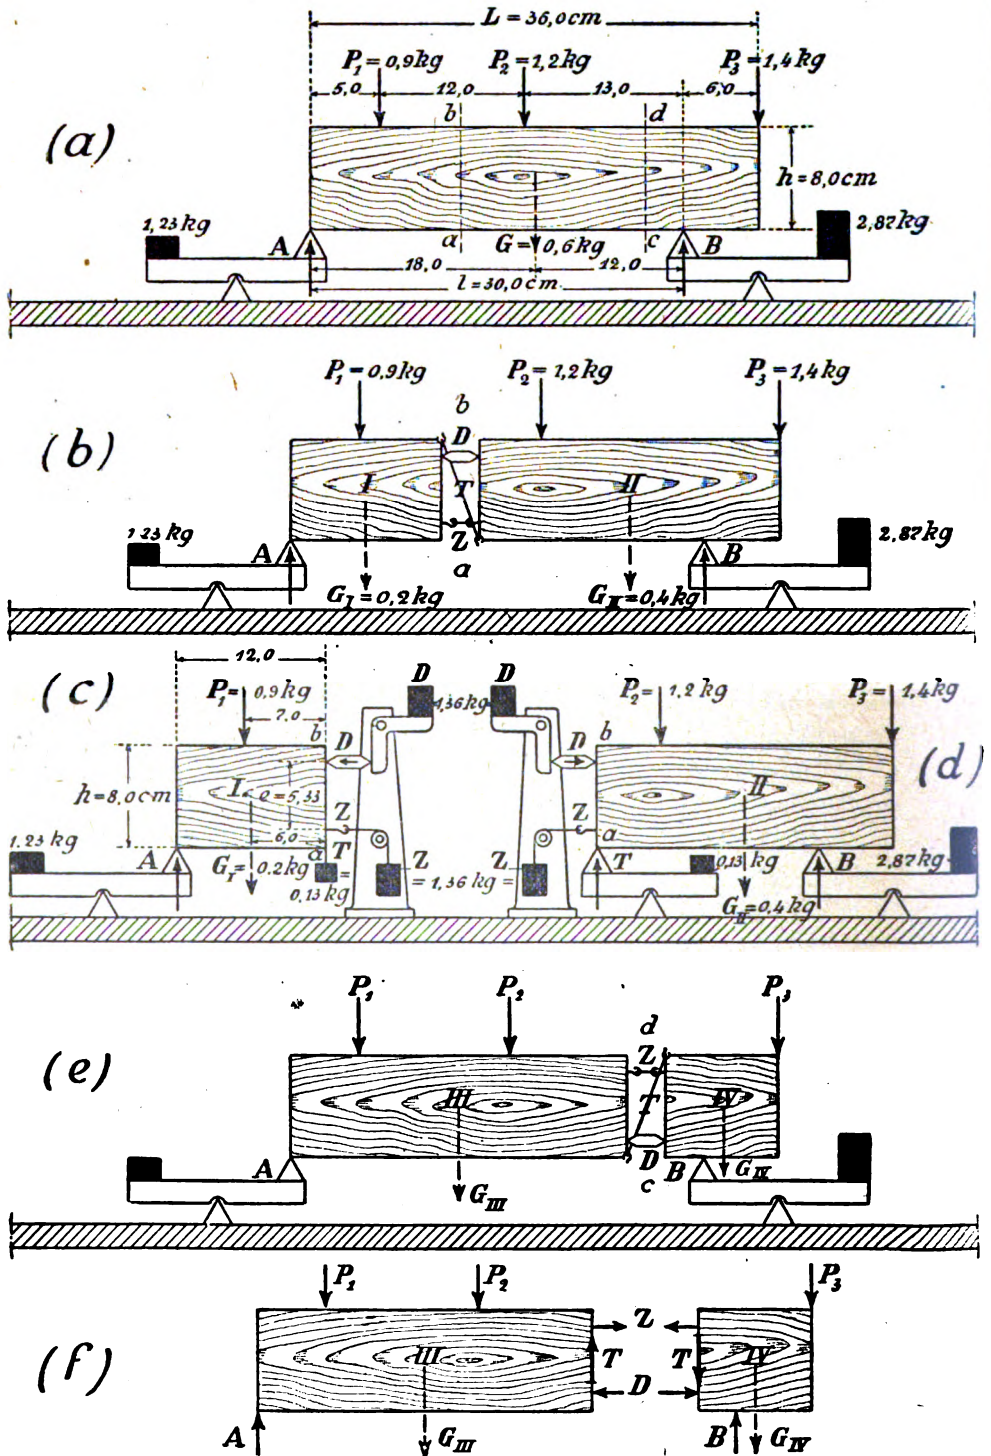 L = 36,0 cm
P₁ = 0,9 kg P₂ = 1,2 kg P₃ = 1,4 kg
5,0 12,0 13,0 6,0
b d
(a)
h = 8,0 cm
1,23 kg 2,87 kg
A a G = 0,6 kg c B
18,0 12,0
l = 30,0 cm
P₁ = 0,9 kg P₂ = 1,2 kg P₃ = 1,4 kg
b
D
(b)
I T II
1,23 kg Z 2,87 kg
A a B
G_I = 0,2 kg G_II = 0,4 kg
12,0
(c) D D
P₁ = 0,9 kg 1,36 kg P₂ = 1,2 kg P₃ = 1,4 kg
7,0
b D D b
(d)
h = 8,0 cm I e = 5,33 II
Z Z
6,0 a a
1,23 kg A T Z Z T 0,13 kg B 2,87 kg
G_I = 0,2 kg = 0,13 kg = 1,36 kg = G_II = 0,4 kg
P₁ P₂ P₃
d
(e) Z
III T IV
A D B
G_III c G_IV
P₁ P₂ P₃
Z
(f) III T T IV
D
A G_III B G_IV